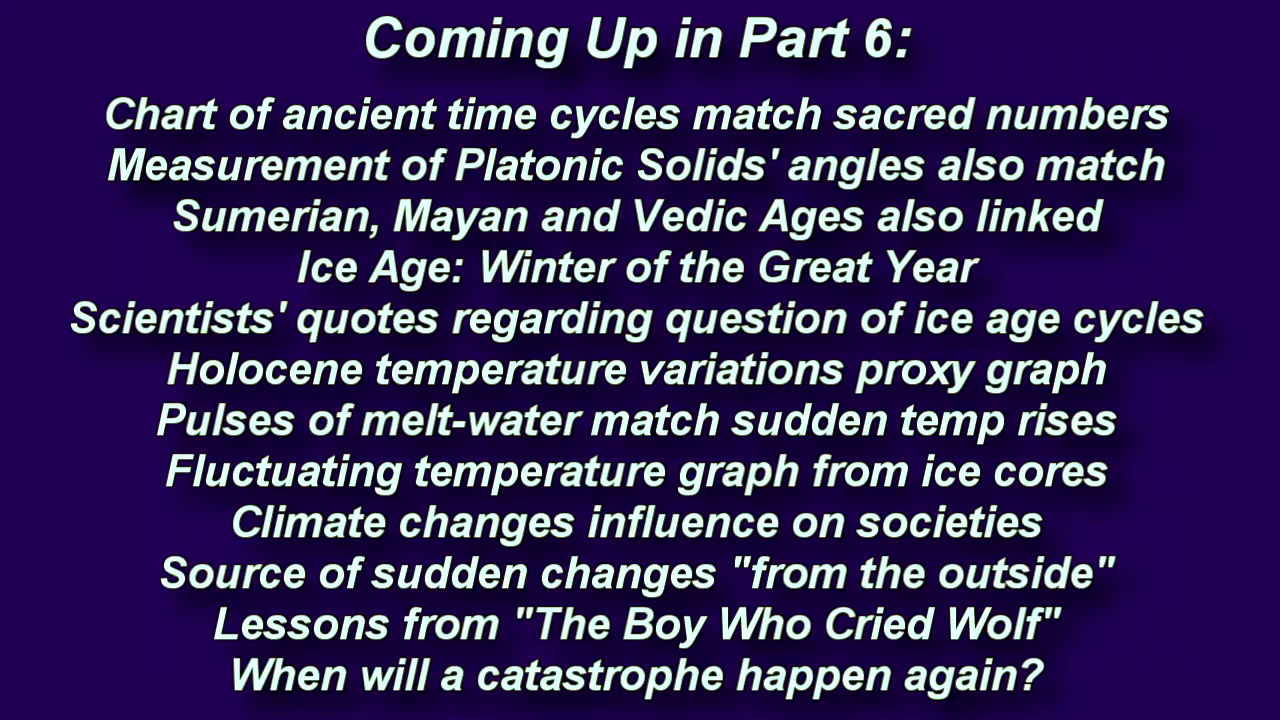 Coming Up in Part 6:
Chart of ancient time cycles match sacred numbers
Measurement of Platonic Solids' angles also match
Sumerian, Mayan and Vedic Ages also linked
Ice Age: Winter of the Great Year
Scientists' quotes regarding question of ice age cycles
Holocene temperature variations proxy graph
Pulses of melt-water match sudden temp rises
Fluctuating temperature graph from ice cores
Climate changes influence on societies
Source of sudden changes "from the outside"
Lessons from "The Boy Who Cried Wolf"
When will a catastrophe happen again?